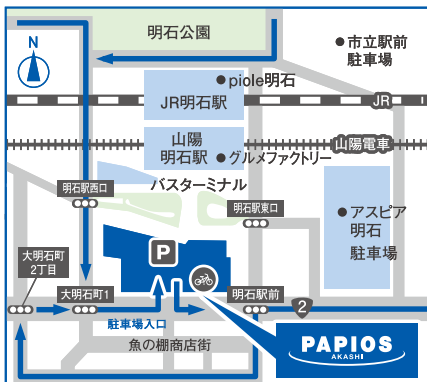 明石公園
N
市立駅前
駐車場
piole明石
JR明石駅
JR
山陽
明石駅
山陽電車
グルメファクトリー
バスターミナル
明石駅西口
明石駅東口
アスピア
明石
駐車場
P
大明石町
2丁目
大明石町1
明石駅前
2
駐車場入口
魚の棚商店街
PAPIOS
AKASHI